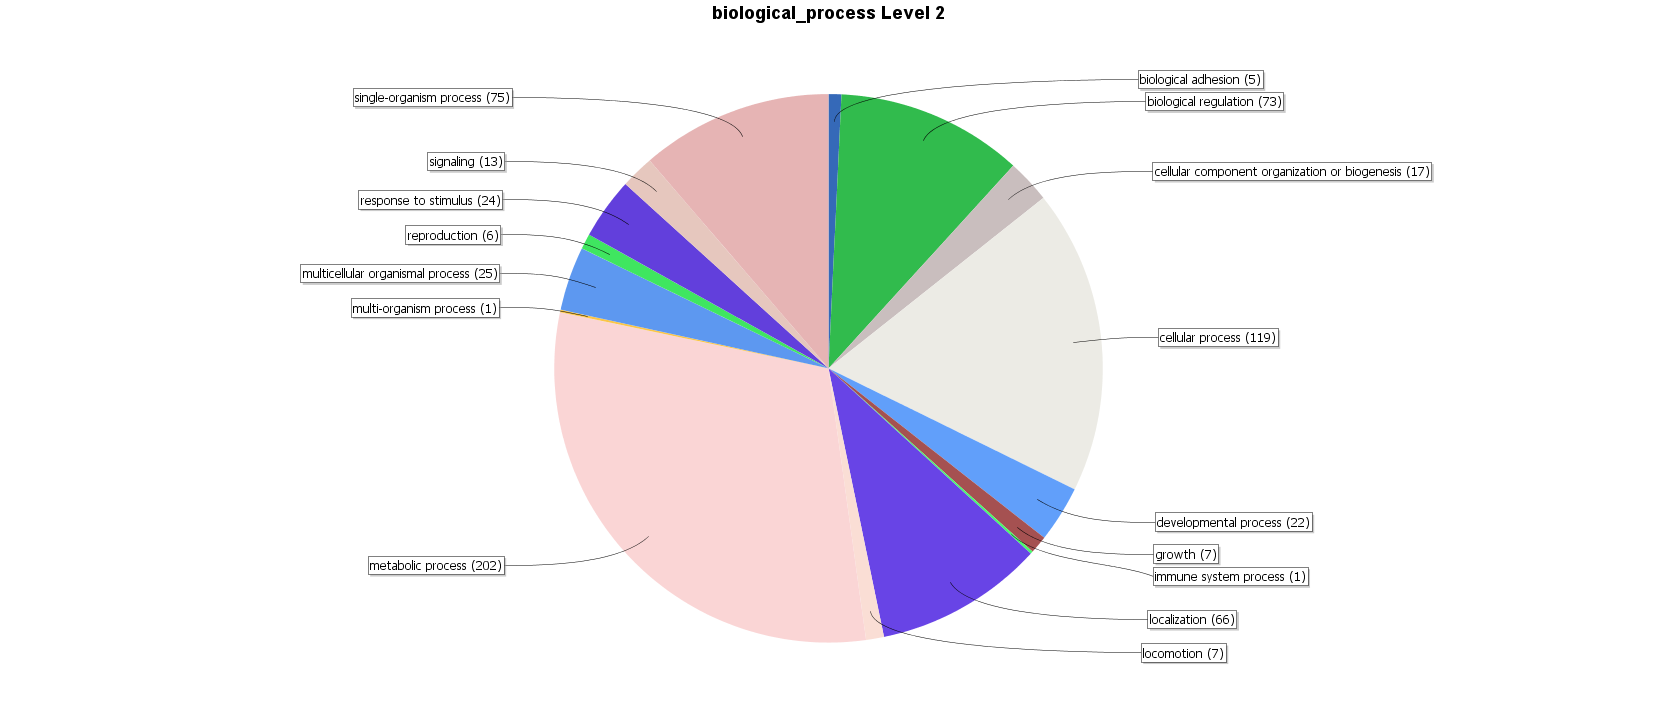 biological_process Level 2
biological adhesion (5)
biological regulation (73)
cellular component organization or biogenesis (17)
cellular process (119)
developmental process (22)
growth (7)
immune system process (1)
localization (66)
locomotion (7)
metabolic process (202)
multi-organism process (1)
multicellular organismal process (25)
reproduction (6)
response to stimulus (24)
signaling (13)
single-organism process (75)